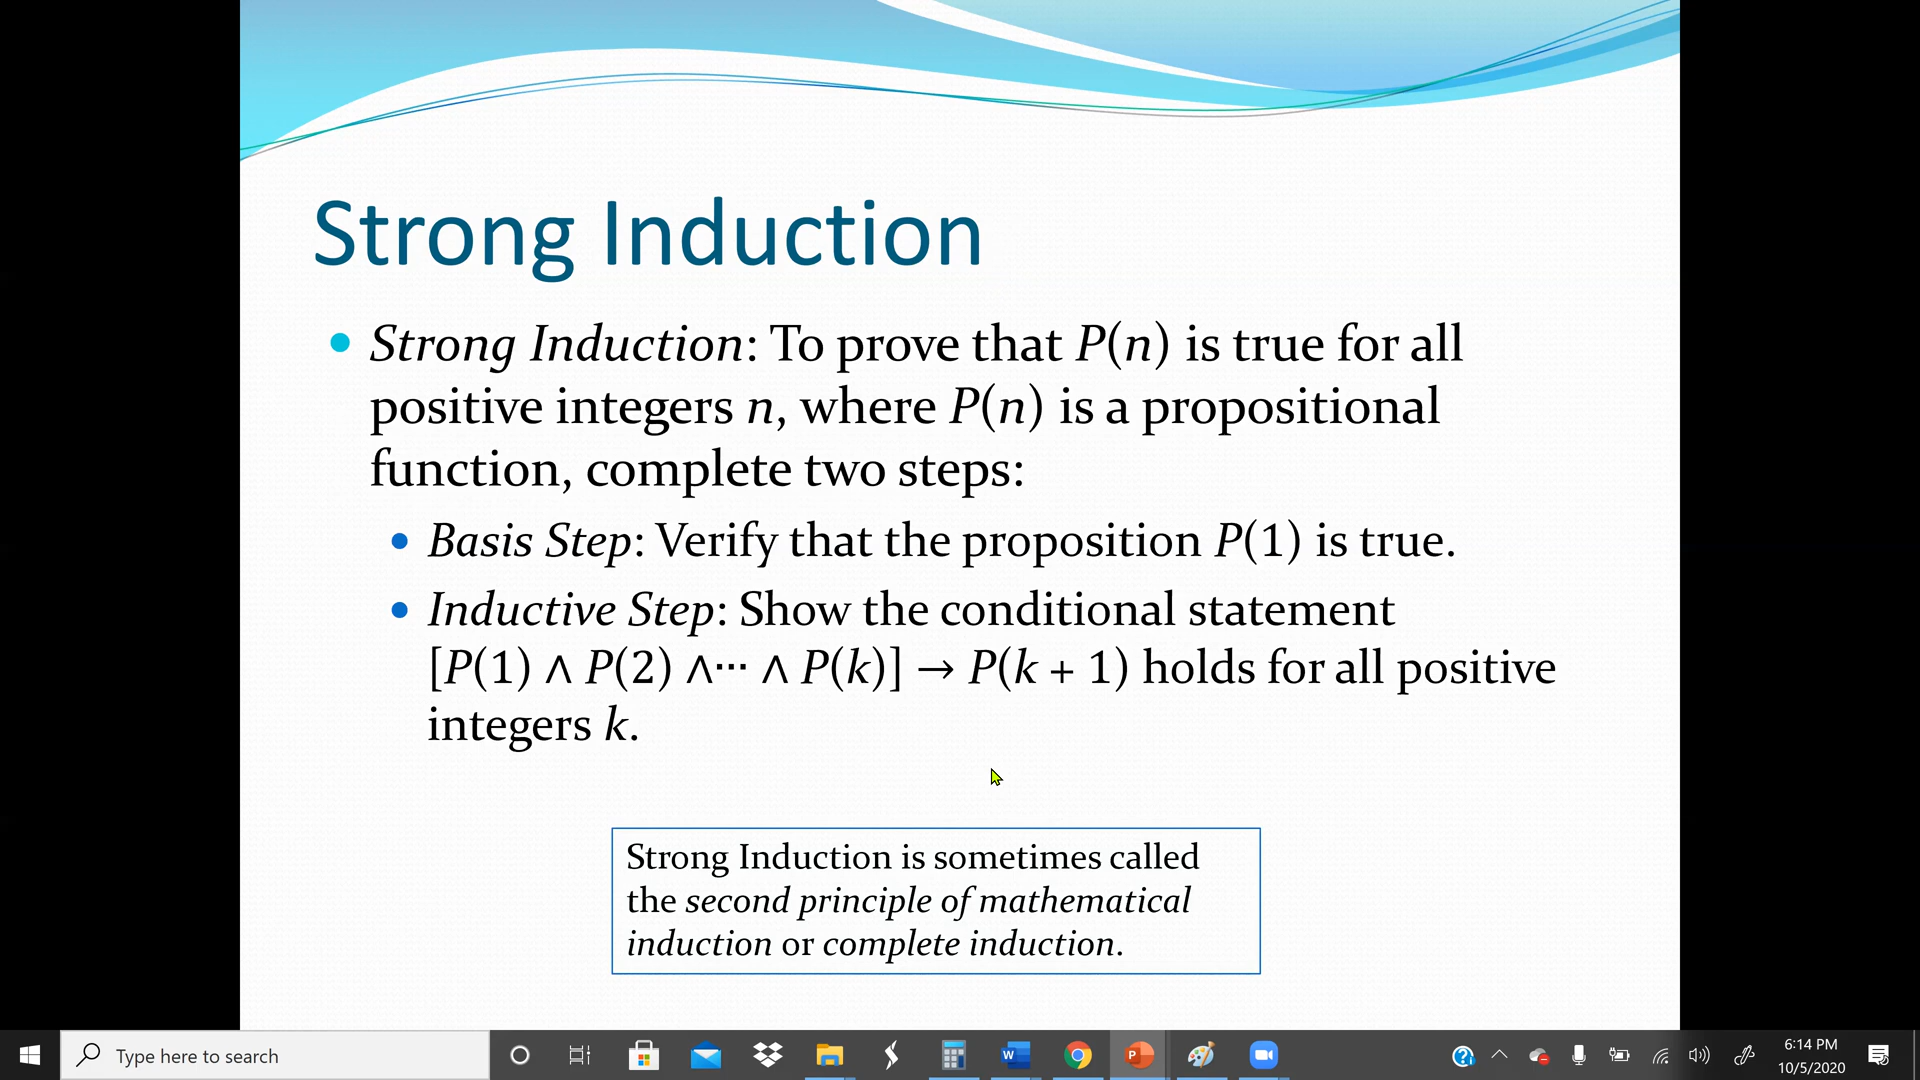 Strong Induction
Strong Induction: To prove that P(n) is true for all
positive integers n, where P(n) is a propositional
function, complete two steps:
Basis Step: Verify that the proposition P(1) is true.
Inductive Step: Show the conditional statement
[P(1) ∧ P(2) ∧··· ∧ P(k)] → P(k + 1) holds for all positive
integers k.
Strong Induction is sometimes called
the second principle of mathematical
induction or complete induction.
Type here to search
6:14 PM
10/5/2020